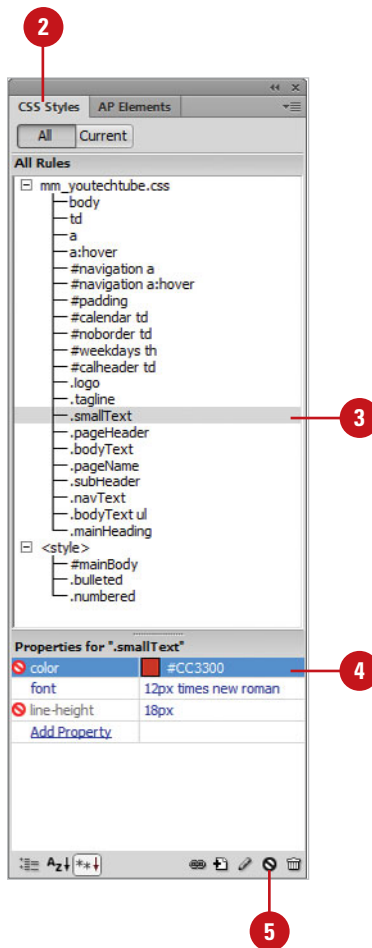 2
CSS Styles AP Elements
All Current
All Rules
mm_youtechtube.css
body
td
a
a:hover
#navigation a
#navigation a:hover
#padding
#calendar td
#noborder td
#weekdays th
#calheader td
.logo
.tagline
.smallText
3
.pageHeader
.bodyText
.pageName
.subHeader
.navText
.bodyText ul
.mainHeading
<style>
#mainBody
.bulleted
.numbered
Properties for ".smallText"
color #CC3300
4
font 12px times new roman
line-height 18px
Add Property
AZ **
5